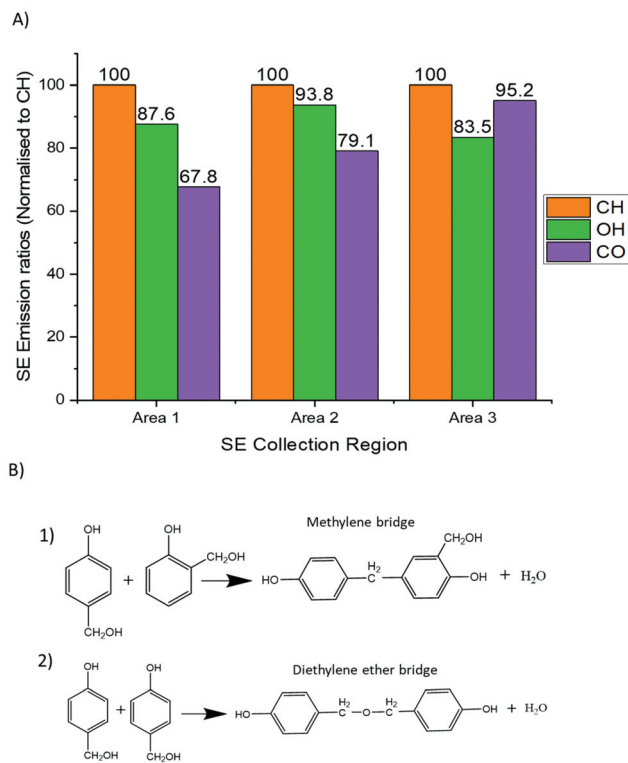 A)
SE Emission ratios (Normalised to CH)
100
80
60
40
20
0
100
87.6
67.8
100
93.8
79.1
100
83.5
95.2
CH
OH
CO
Area 1
Area 2
Area 3
SE Collection Region
B)
1)
OH
CH₂OH
+
OH
CH₂OH
Methylene bridge
HO
C
H₂
CH₂OH
OH
+ H₂O
2)
OH
CH₂OH
+
OH
CH₂OH
Diethylene ether bridge
HO
H₂
C
O
H₂
C
OH
+ H₂O